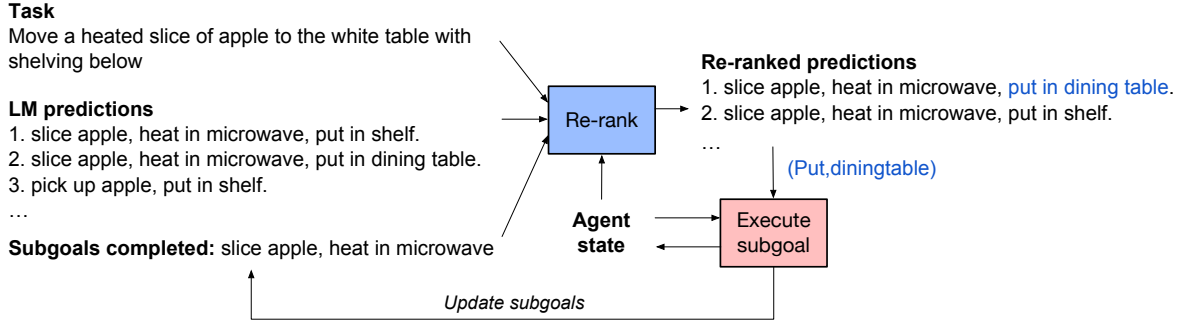 Task
Move a heated slice of apple to the white table with
shelving below
LM predictions
1. slice apple, heat in microwave, put in shelf.
2. slice apple, heat in microwave, put in dining table.
3. pick up apple, put in shelf.
…
Subgoals completed: slice apple, heat in microwave
Re-rank
Agent
state
Re-ranked predictions
1. slice apple, heat in microwave, put in dining table.
2. slice apple, heat in microwave, put in shelf.
…
(Put,diningtable)
Execute
subgoal
Update subgoals